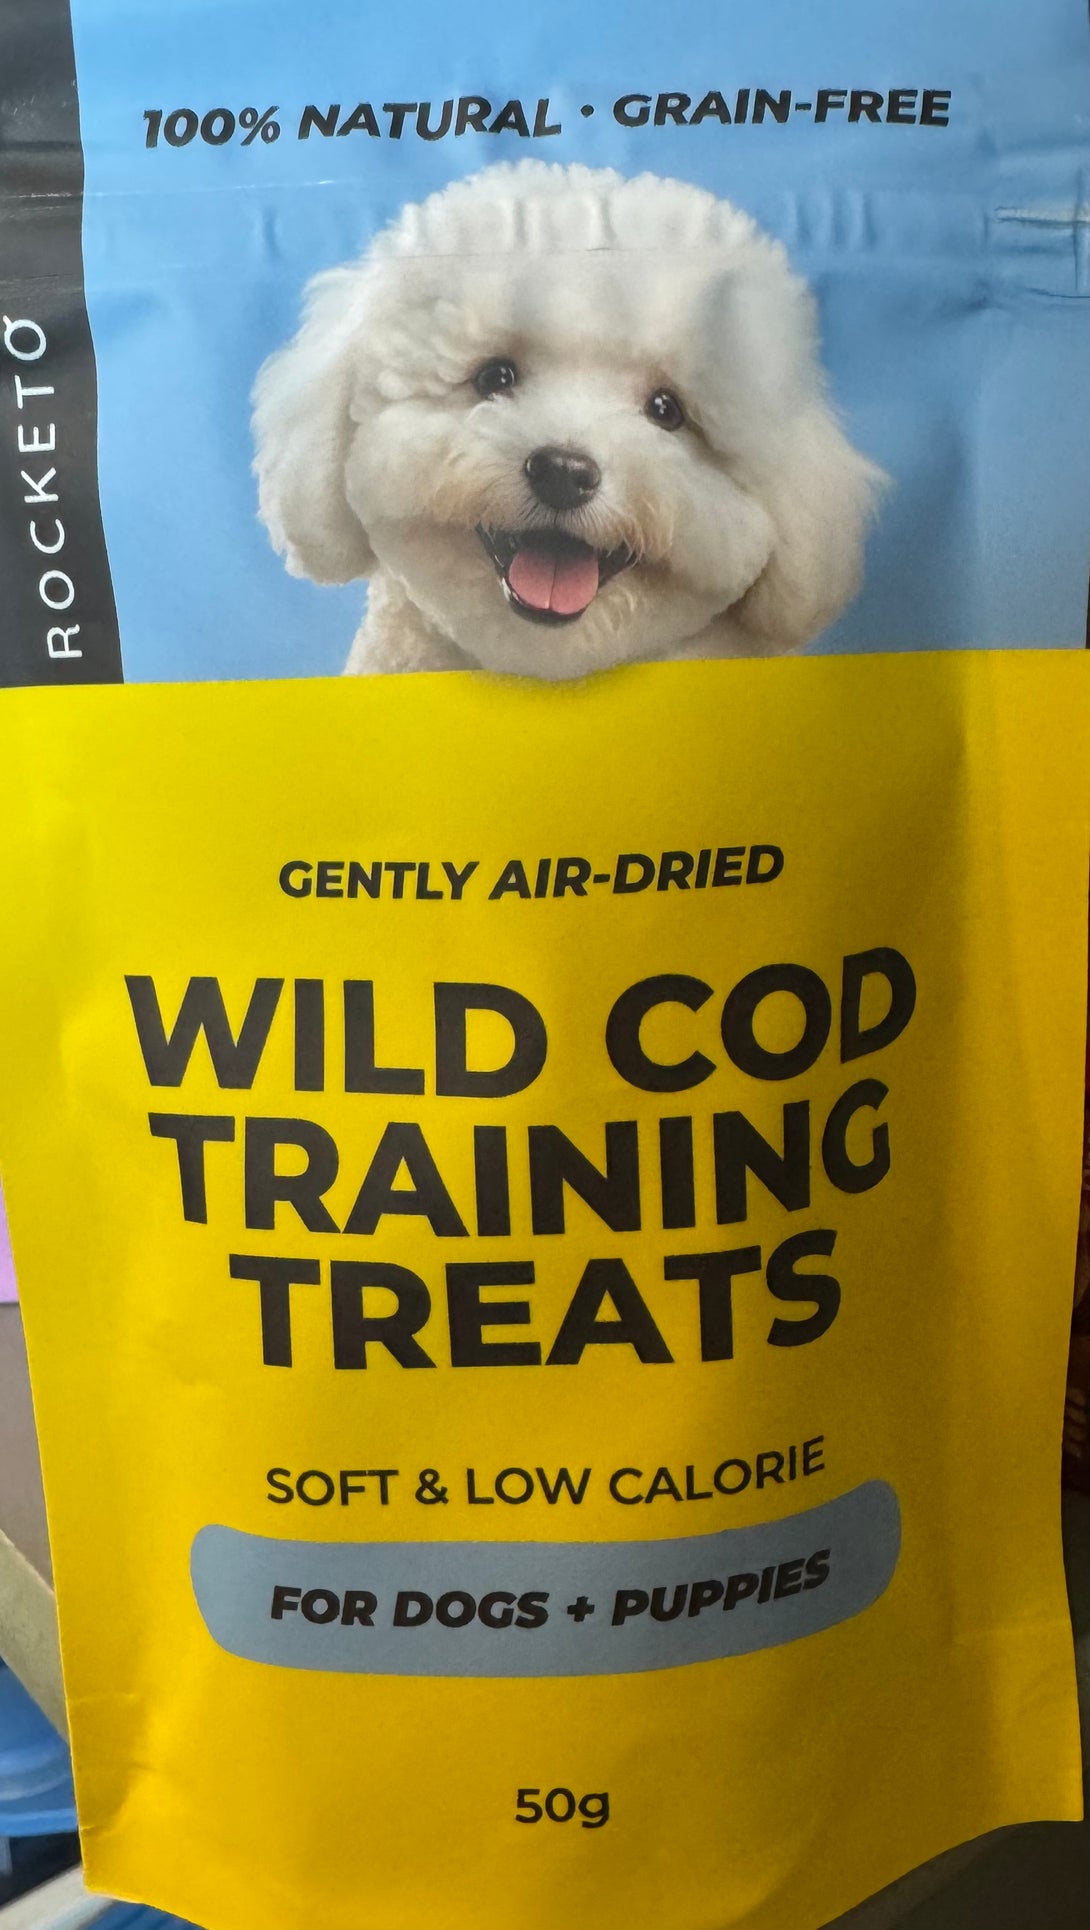 100% NATURAL • GRAIN-FREE
ROCKETO
GENTLY AIR-DRIED
WILD COD
TRAINING
TREATS
SOFT & LOW CALORIE
FOR DOGS + PUPPIES
50g